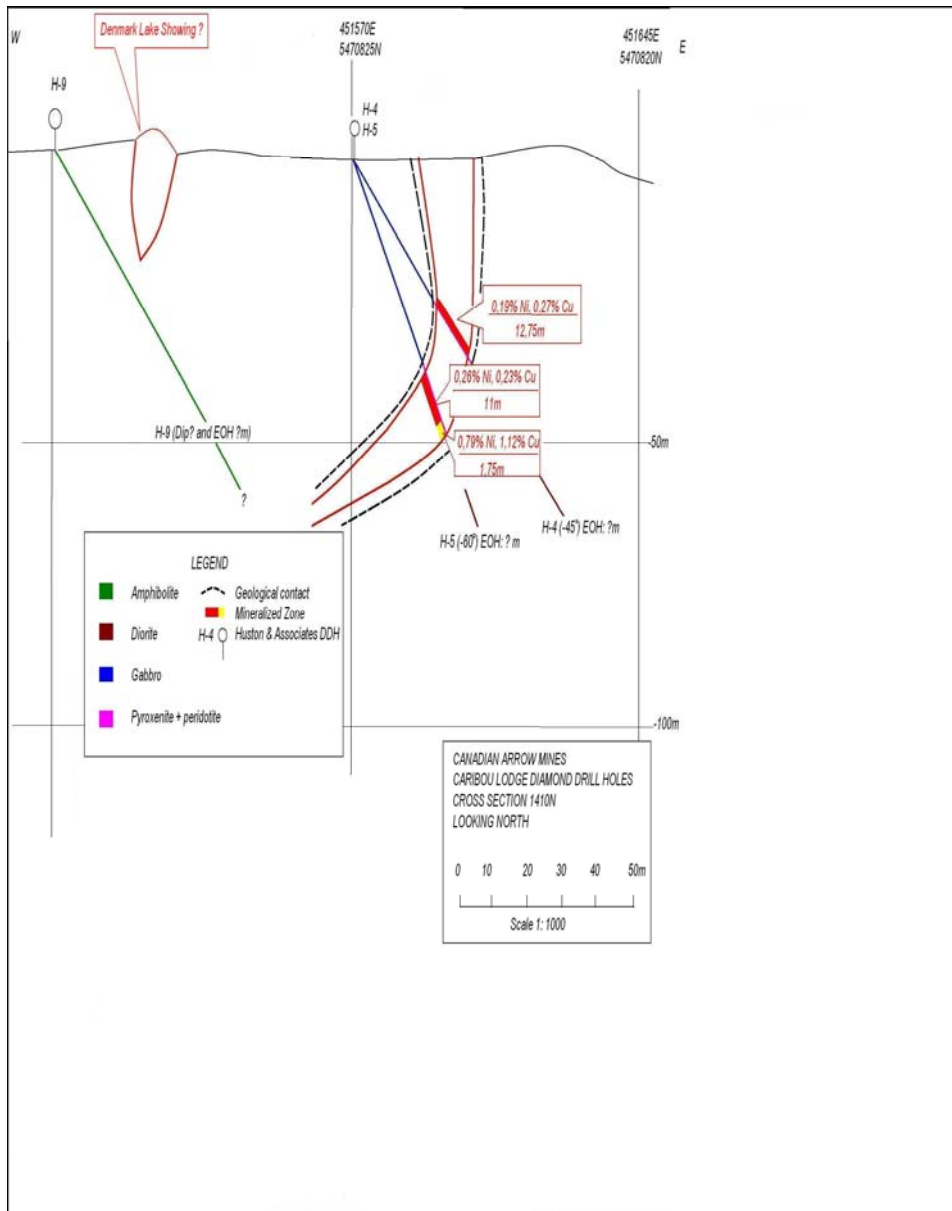 W
Denmark Lake Showing ?
451570E
5470825N
451645E
5470820N
E
H-9
H-4
H-5
0,19% Ni, 0,27% Cu
12,75m
0,26% Ni, 0,23% Cu
11m
0,79% Ni, 1,12% Cu
1,75m
H-9 (Dip? and EOH ?m)
-50m
?
H-5 (-60°) EOH: ? m
H-4 (-45°) EOH: ?m
LEGEND
Amphibolite
Geological contact
Mineralized Zone
Diorite
H-4
Huston & Associates DDH
Gabbro
Pyroxenite + peridotite
-100m
CANADIAN ARROW MINES
CARIBOU LODGE DIAMOND DRILL HOLES
CROSS SECTION 1410N
LOOKING NORTH
0 10 20 30 40 50m
Scale 1: 1000